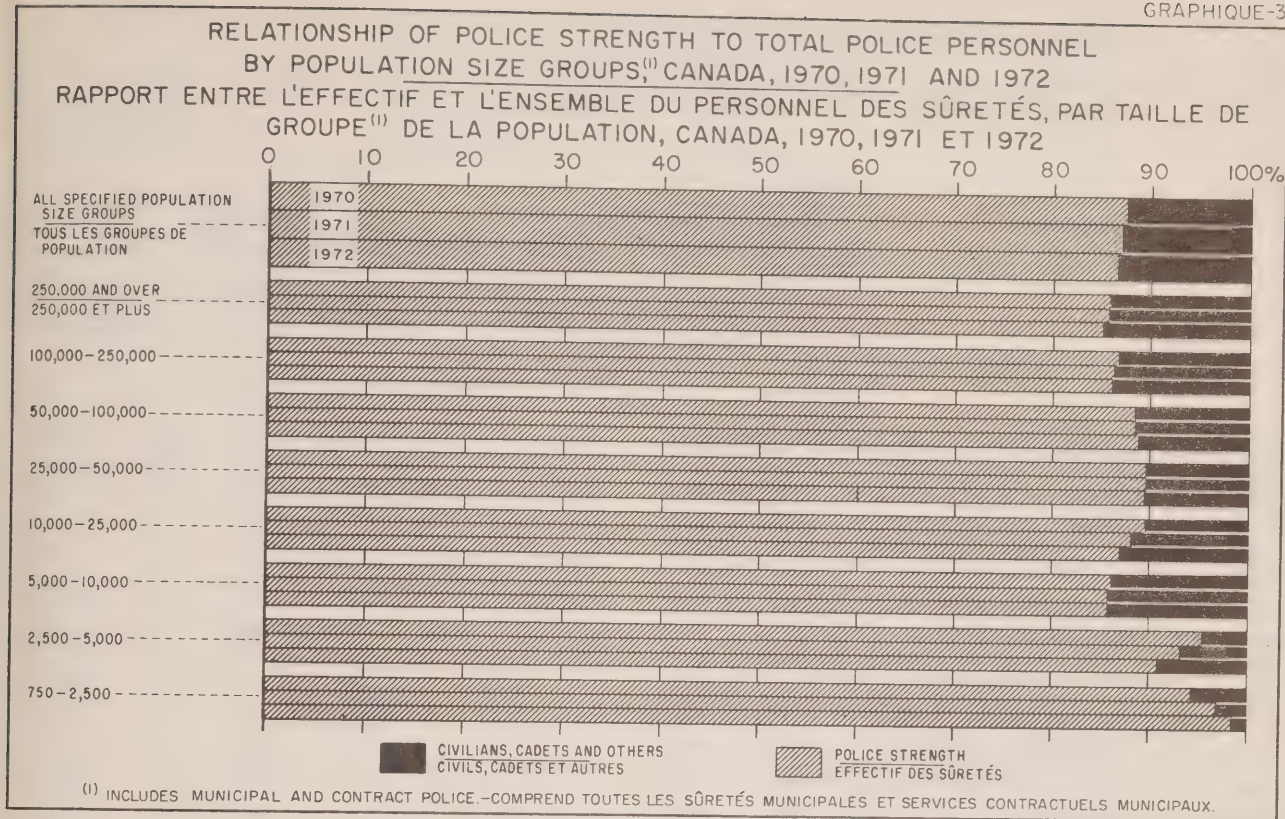 GRAPHIQUE-3
RELATIONSHIP OF POLICE STRENGTH TO TOTAL POLICE PERSONNEL
BY POPULATION SIZE GROUPS,(1) CANADA, 1970, 1971 AND 1972
RAPPORT ENTRE L'EFFECTIF ET L'ENSEMBLE DU PERSONNEL DES SÛRETÉS, PAR TAILLE DE
GROUPE(1) DE LA POPULATION, CANADA, 1970, 1971 ET 1972
0 10 20 30 40 50 60 70 80 90 100%
ALL SPECIFIED POPULATION
SIZE GROUPS
TOUS LES GROUPES DE
POPULATION
1970
1971
1972
250,000 AND OVER
250,000 ET PLUS
100,000-250,000
50,000-100,000
25,000-50,000
10,000-25,000
5,000-10,000
2,500-5,000
750-2,500
CIVILIANS, CADETS AND OTHERS
CIVILS, CADETS ET AUTRES
POLICE STRENGTH
EFFECTIF DES SÛRETÉS
(1) INCLUDES MUNICIPAL AND CONTRACT POLICE.-COMPREND TOUTES LES SÛRETÉS MUNICIPALES ET SERVICES CONTRACTUELS MUNICIPAUX.